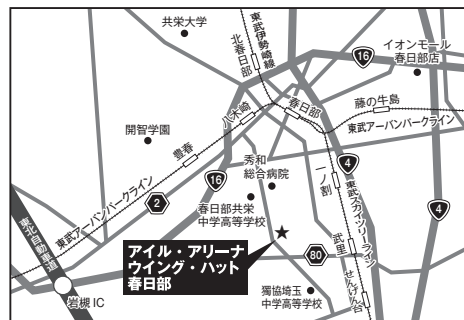 共栄大学
東武伊勢崎線
北春日部
16
イオンモール
春日部店
八木崎
春日部
藤の牛島
東武アーバンパークライン
開智学園
豊春
秀和
総合病院
一ノ割
4
東武スカイツリーライン
16
2
東武アーバンパークライン
春日部共栄
中学高等学校
4
東北自動車道
アイル・アリーナ
ウイング・ハット
春日部
80
武里
せんげん台
岩槻 IC
獨協埼玉
中学高等学校